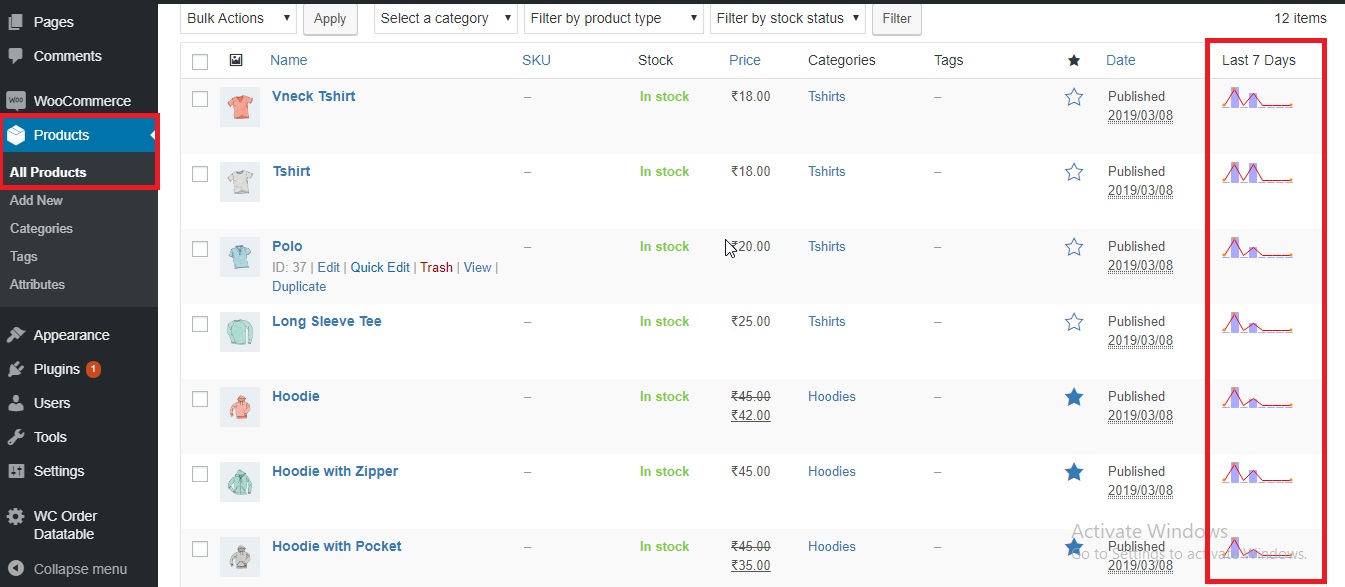 Pages
Comments
WOO WooCommerce
Products
All Products
Add New
Categories
Tags
Attributes
Appearance
Plugins 1
Users
Tools
Settings
WC Order
Datatable
Collapse menu
Bulk Actions Apply Select a category Filter by product type Filter by stock status Filter 12 items
Name SKU Stock Price Categories Tags Date Last 7 Days
Vneck Tshirt – In stock ₹18.00 Tshirts – Published
2019/03/08
Tshirt – In stock ₹18.00 Tshirts – Published
2019/03/08
Polo – In stock ₹20.00 Tshirts – Published
ID: 37 | Edit | Quick Edit | Trash | View | 2019/03/08
Duplicate
Long Sleeve Tee – In stock ₹25.00 Tshirts – Published
2019/03/08
Hoodie – In stock ₹45.00 Hoodies – Published
₹42.00 2019/03/08
Hoodie with Zipper – In stock ₹45.00 Hoodies – Published
2019/03/08
Activate Windows
Hoodie with Pocket – In stock ₹45.00 Hoodies – Published
Go to Settings to activate Windows.
₹35.00 2019/03/08